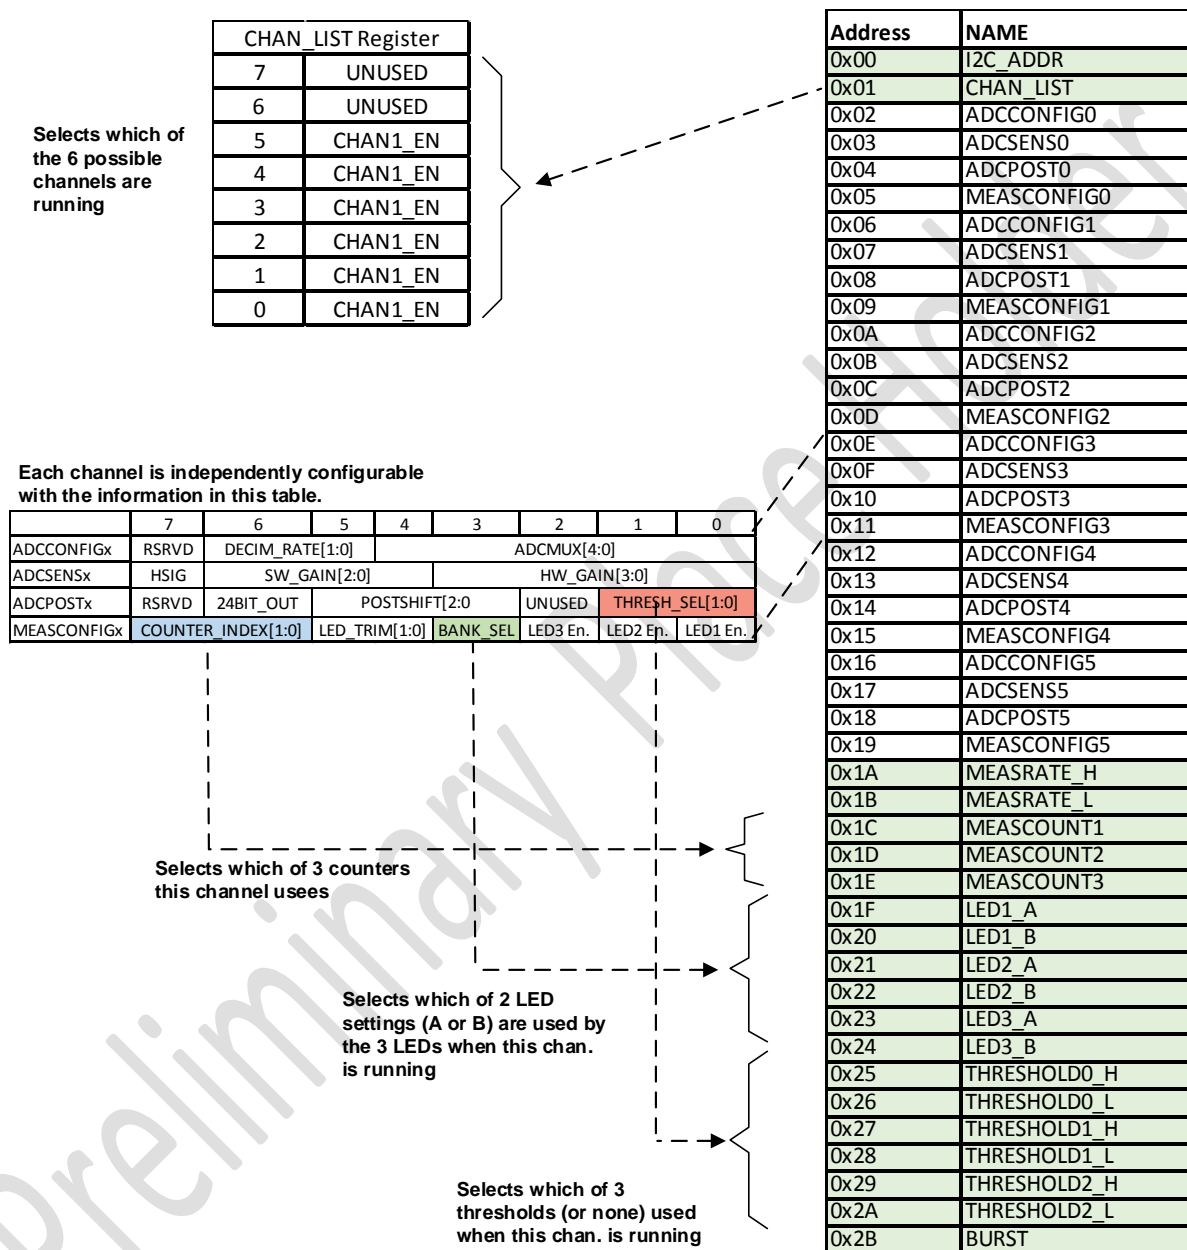 CHAN_LIST Register
7 UNUSED
6 UNUSED
5 CHAN1_EN
4 CHAN1_EN
3 CHAN1_EN
2 CHAN1_EN
1 CHAN1_EN
0 CHAN1_EN
Selects which of
the 6 possible
channels are
running
Each channel is independently configurable
with the information in this table.
7 6 5 4 3 2 1 0
ADCCONFIGx RSRVD DECIM_RATE[1:0] ADCMUX[4:0]
ADCSENSx HSIG SW_GAIN[2:0] HW_GAIN[3:0]
ADCPOSTx RSRVD 24BIT_OUT POSTSHIFT[2:0 UNUSED THRESH_SEL[1:0]
MEASCONFIGx COUNTER_INDEX[1:0] LED_TRIM[1:0] BANK_SEL LED3 En. LED2 En. LED1 En.
Selects which of 3 counters
this channel usees
Selects which of 2 LED
settings (A or B) are used by
the 3 LEDs when this chan.
is running
Selects which of 3
thresholds (or none) used
when this chan. is running
Address NAME
0x00 I2C_ADDR
0x01 CHAN_LIST
0x02 ADCCONFIG0
0x03 ADCSENS0
0x04 ADCPOST0
0x05 MEASCONFIG0
0x06 ADCCONFIG1
0x07 ADCSENS1
0x08 ADCPOST1
0x09 MEASCONFIG1
0x0A ADCCONFIG2
0x0B ADCSENS2
0x0C ADCPOST2
0x0D MEASCONFIG2
0x0E ADCCONFIG3
0x0F ADCSENS3
0x10 ADCPOST3
0x11 MEASCONFIG3
0x12 ADCCONFIG4
0x13 ADCSENS4
0x14 ADCPOST4
0x15 MEASCONFIG4
0x16 ADCCONFIG5
0x17 ADCSENS5
0x18 ADCPOST5
0x19 MEASCONFIG5
0x1A MEASRATE_H
0x1B MEASRATE_L
0x1C MEASCOUNT1
0x1D MEASCOUNT2
0x1E MEASCOUNT3
0x1F LED1_A
0x20 LED1_B
0x21 LED2_A
0x22 LED2_B
0x23 LED3_A
0x24 LED3_B
0x25 THRESHOLD0_H
0x26 THRESHOLD0_L
0x27 THRESHOLD1_H
0x28 THRESHOLD1_L
0x29 THRESHOLD2_H
0x2A THRESHOLD2_L
0x2B BURST
Preliminary Place Holder